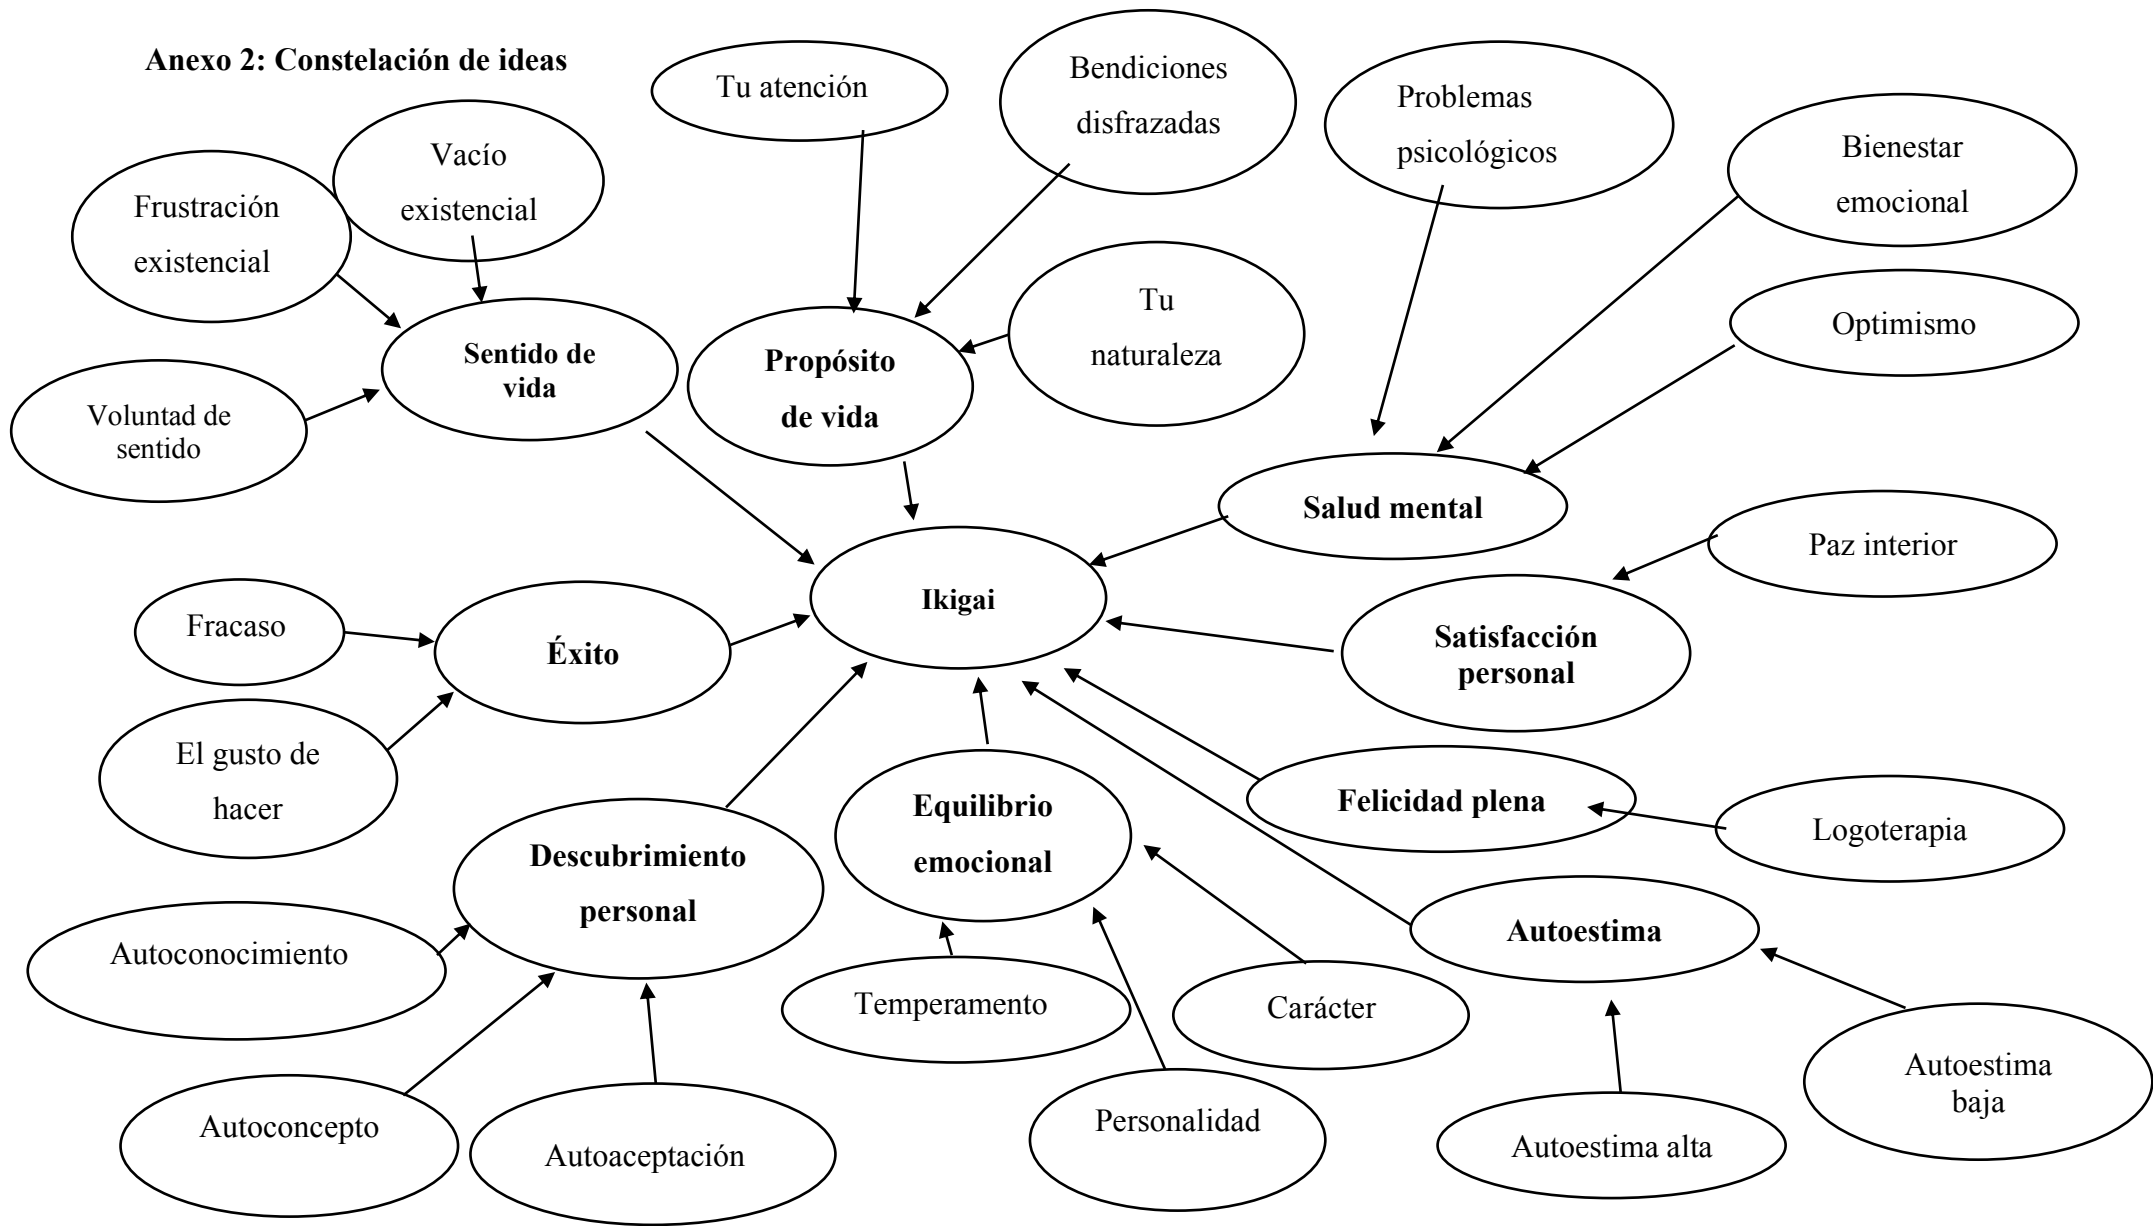 Anexo 2: Constelación de ideas
Tu atención
Bendiciones
disfrazadas
Problemas
psicológicos
Bienestar
emocional
Vacío
existencial
Frustración
existencial
Tu
naturaleza
Optimismo
Sentido de
vida
Propósito
de vida
Voluntad de
sentido
Salud mental
Paz interior
Ikigai
Fracaso
Éxito
Satisfacción
personal
El gusto de
hacer
Equilibrio
emocional
Felicidad plena
Logoterapia
Descubrimiento
personal
Autoestima
Autoconocimiento
Temperamento
Carácter
Autoestima
baja
Autoconcepto
Autoaceptación
Personalidad
Autoestima alta